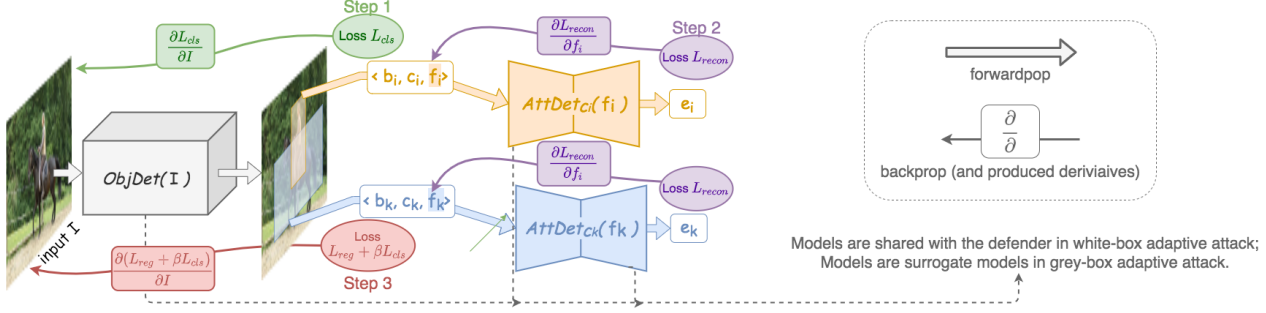 Step 1
∂L_cls / ∂I
Loss L_cls
∂L_recon / ∂f_i
Step 2
Loss L_recon
< b_i, c_i, f_i>
AttDet_Ci(f_i)
e_i
ObjDet(I)
input I
∂L_recon / ∂f_i
Loss L_recon
< b_k, c_k, f_k>
AttDet_Ck(f_k)
e_k
∂(L_reg + βL_cls) / ∂I
Loss
L_reg + βL_cls
Step 3
forwardpop
∂ / ∂
backprop (and produced deriviaives)
Models are shared with the defender in white-box adaptive attack;
Models are surrogate models in grey-box adaptive attack.